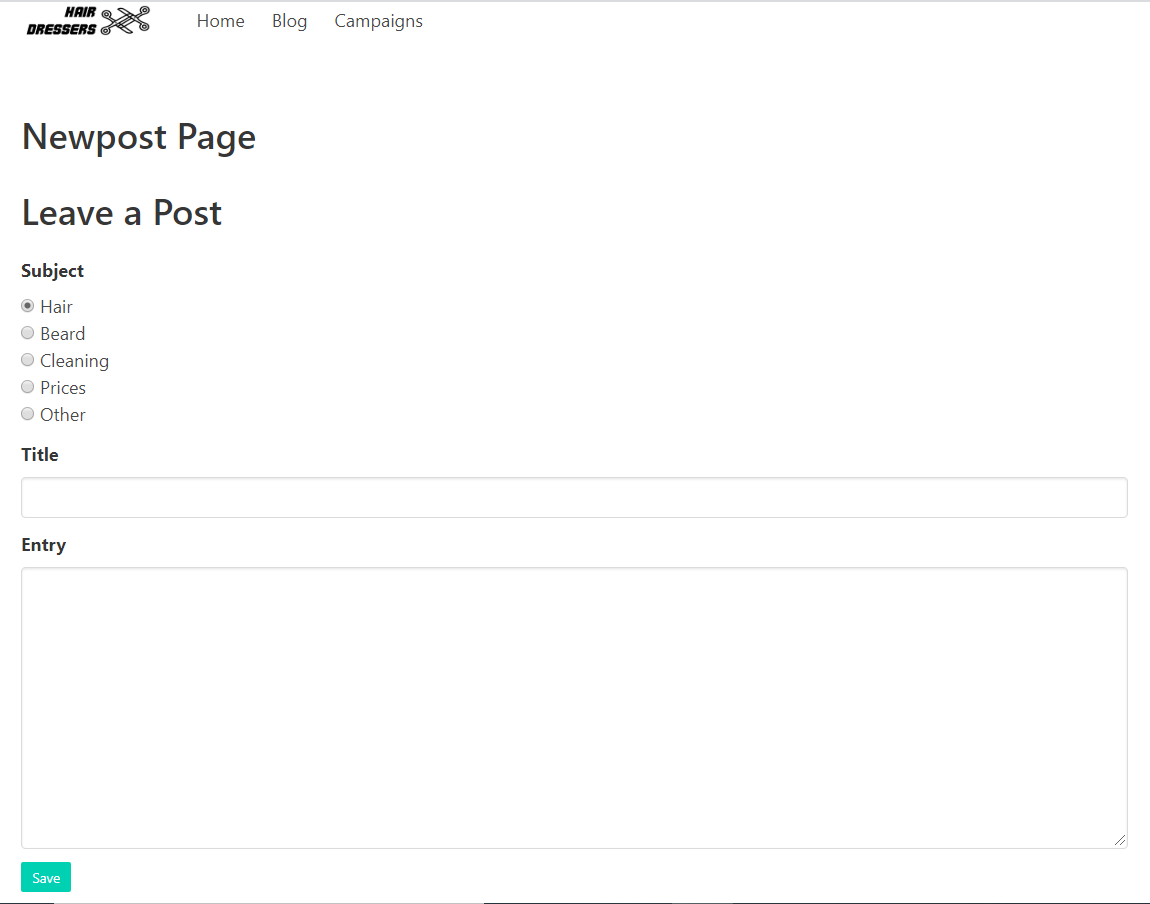 HAIR
DRESSERS
Home Blog Campaigns
Newpost Page
Leave a Post
Subject
Hair
Beard
Cleaning
Prices
Other
Title
Entry
Save